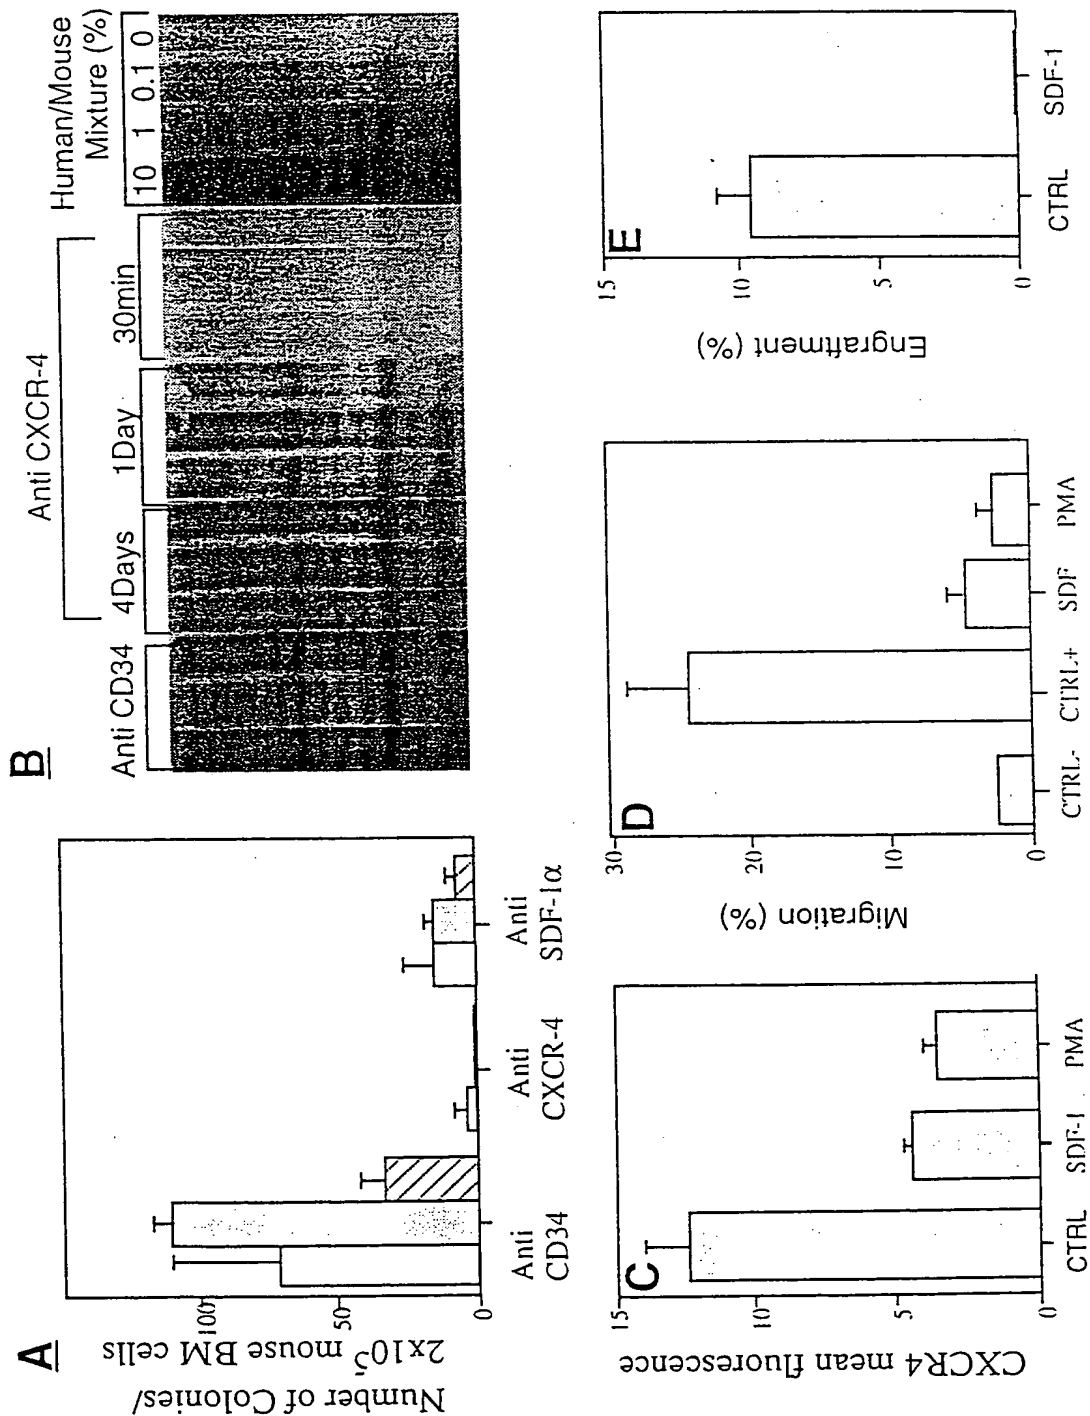 A
Number of Colonies/
2x10⁵ mouse BM cells
100
50
0
Anti
CD34
Anti
CXCR-4
Anti
SDF-1α
B
Anti CXCR-4
Human/Mouse
Mixture (%)
Anti CD34
4Days
1Day
30min
10 1 0.1 0
C
CXCR4 mean fluorescence
15
10
5
0
CTRL
SDF-1
PMA
D
Migration (%)
30
20
10
0
CTRL-
CTRL+
SDF
PMA
E
Engraftment (%)
15
10
5
0
CTRL
SDF-1